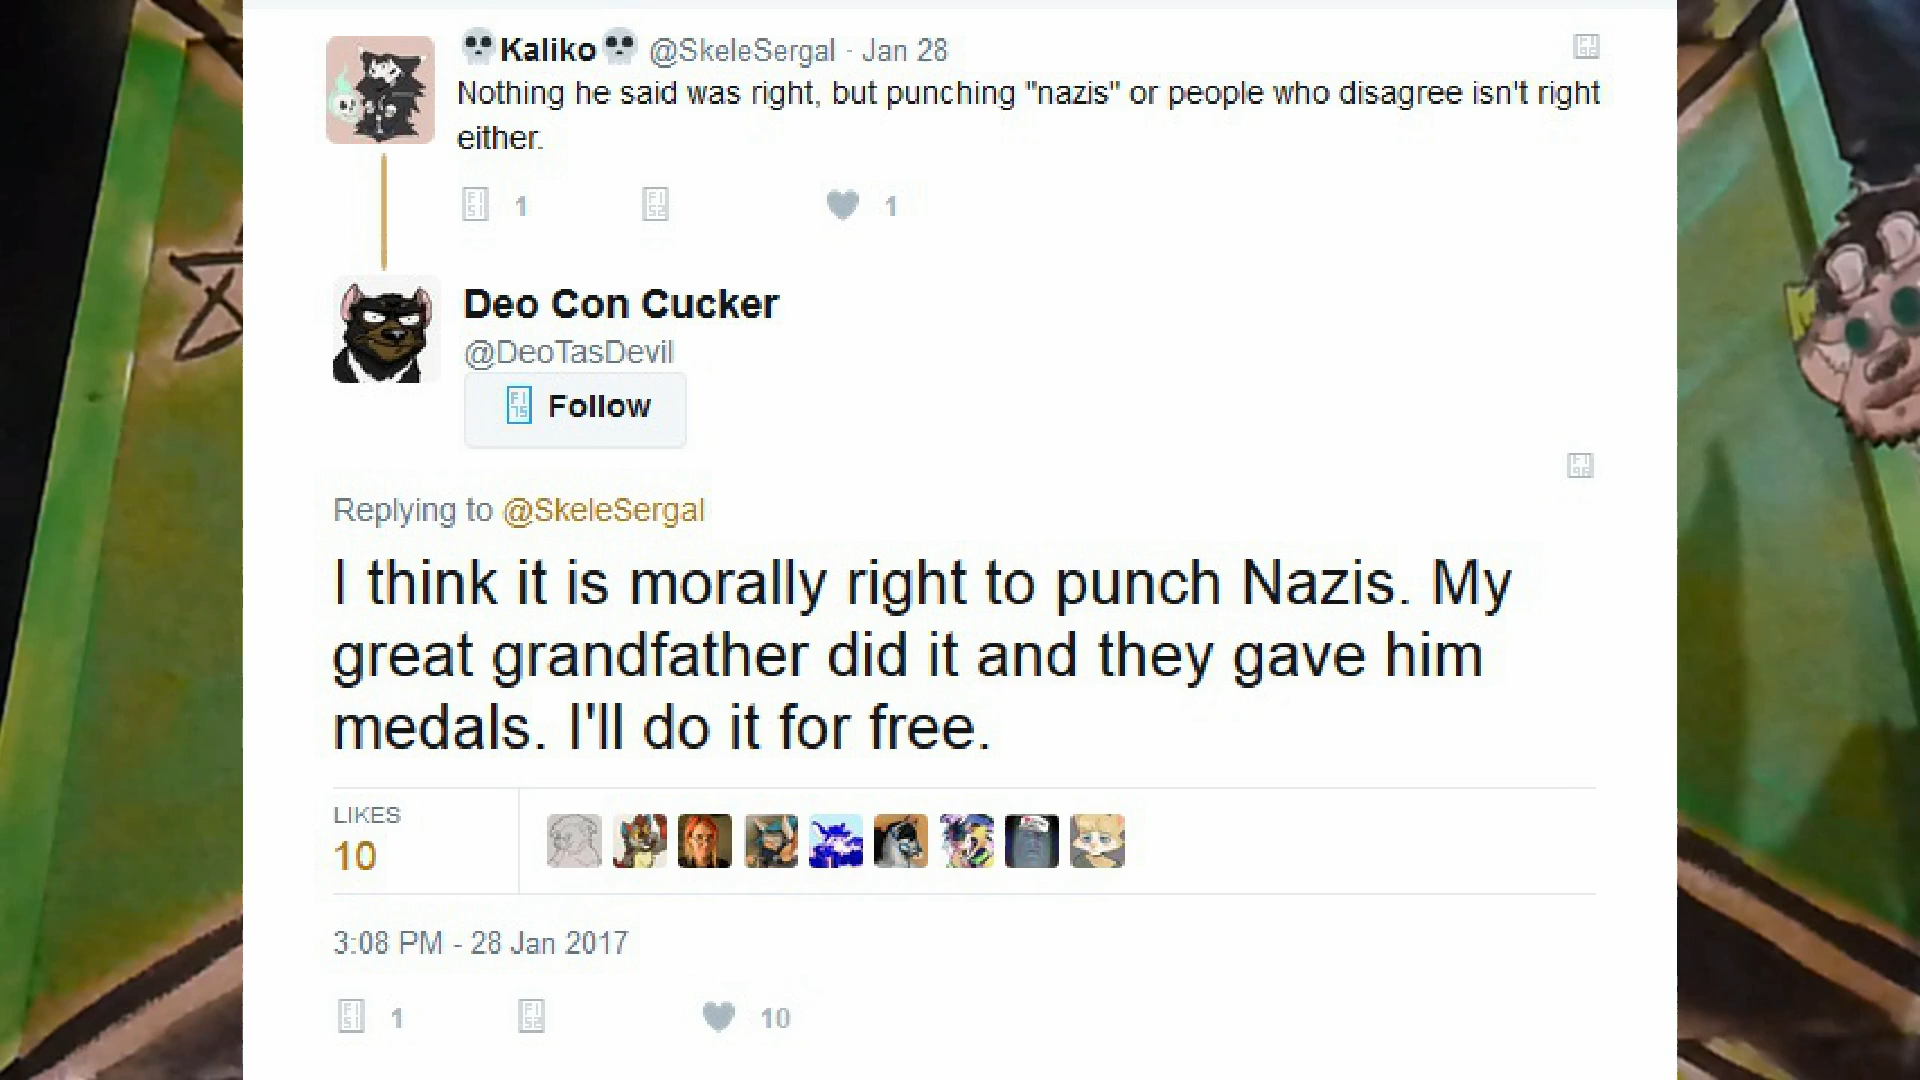 💀Kaliko💀 @SkeleSergal · Jan 28
Nothing he said was right, but punching "nazis" or people who disagree isn't right
either.
1 1
Deo Con Cucker
@DeoTasDevil
Follow
Replying to @SkeleSergal
I think it is morally right to punch Nazis. My
great grandfather did it and they gave him
medals. I'll do it for free.
LIKES
10
3:08 PM - 28 Jan 2017
1 10